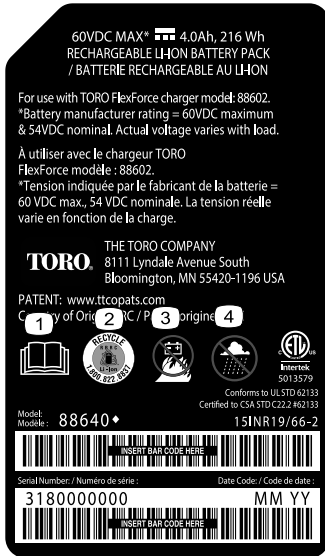 60VDC MAX* 4.0Ah, 216 Wh
RECHARGEABLE LI-ION BATTERY PACK
/ BATTERIE RECHARGEABLE AU LI-ION
For use with TORO FlexForce charger model: 88602.
*Battery manufacturer rating = 60VDC maximum
& 54VDC nominal. Actual voltage varies with load.
À utiliser avec le chargeur TORO
FlexForce modèle : 88602.
*Tension indiquée par le fabricant de la batterie =
60 VDC max., 54 VDC nominale. La tension réelle
varie en fonction de la charge.
TORO®
THE TORO COMPANY
8111 Lyndale Avenue South
Bloomington, MN 55420-1196 USA
PATENT: www.ttcopats.com
of RC / origine
1 2 3 4
RECYCLE
RBRC
Li-ion
1.800.822.8837
C ETL US
Intertek
5013579
Conforms to UL STD 62133
Certified to CSA STD C22.2 #62133
Model:
Modèle : 88640 15INR19/66-2
INSERT BAR CODE HERE
Serial Number: / Numéro de série : Date Code: / Code de date :
3180000000 MM YY
INSERT BAR CODE HERE